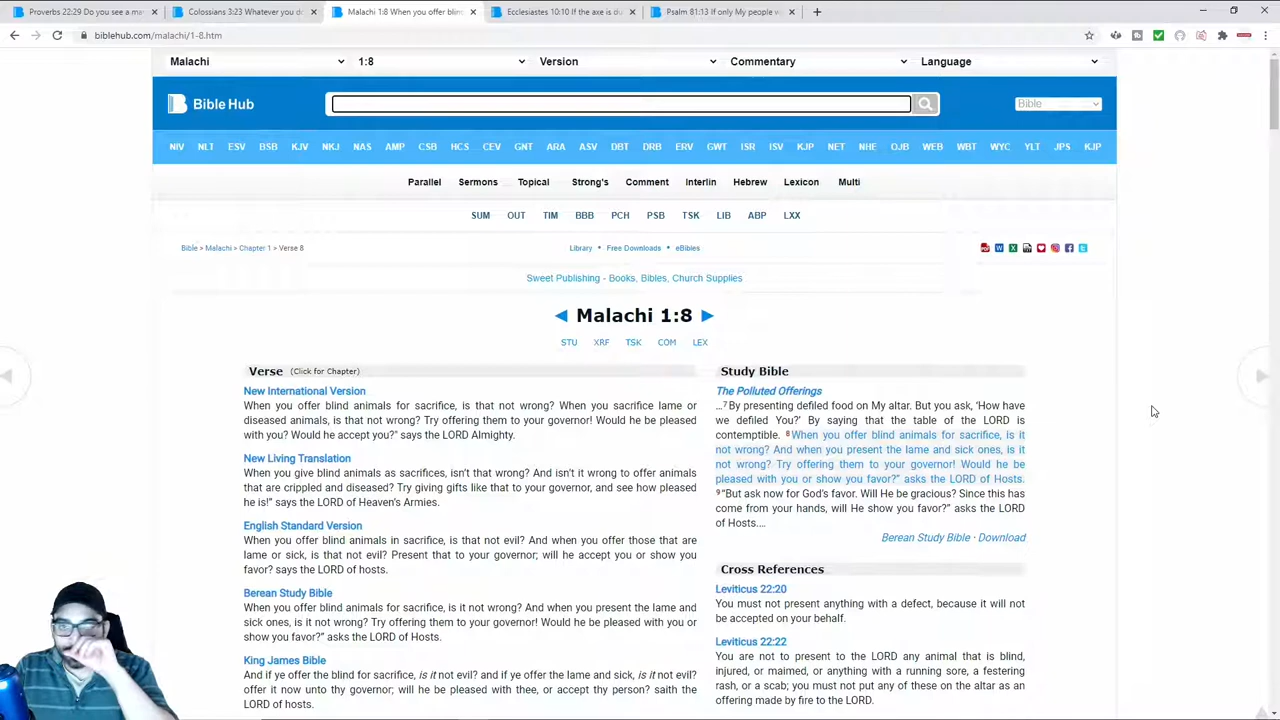 Proverbs 22:29 Do you see a ma
Colossians 3:23 Whatever you do
Malachi 1:8 When you offer blin
Ecclesiastes 10:10 If the axe is du
Psalm 81:13 If only My people w
biblehub.com/malachi/1-8.htm
Malachi
1:8
Version
Commentary
Language
Bible Hub
Bible
NIV NLT ESV BSB KJV NKJ NAS AMP CSB HCS CEV GNT ARA ASV DBT DRB ERV GWT ISR ISV KJP NET NHE OJB WEB WBT WYC YLT JPS KJP
Parallel Sermons Topical Strong's Comment Interlin Hebrew Lexicon Multi
SUM OUT TIM BBB PCH PSB TSK LIB ABP LXX
Bible > Malachi > Chapter 1 > Verse 8
Library • Free Downloads • eBibles
Sweet Publishing - Books, Bibles, Church Supplies
◄ Malachi 1:8 ►
STU XRF TSK COM LEX
Verse (Click for Chapter)
New International Version
When you offer blind animals for sacrifice, is that not wrong? When you sacrifice lame or
diseased animals, is that not wrong? Try offering them to your governor! Would he be pleased
with you? Would he accept you?" says the LORD Almighty.
New Living Translation
When you give blind animals as sacrifices, isn't that wrong? And isn't it wrong to offer animals
that are crippled and diseased? Try giving gifts like that to your governor, and see how pleased
he is!" says the LORD of Heaven's Armies.
English Standard Version
When you offer blind animals in sacrifice, is that not evil? And when you offer those that are
lame or sick, is that not evil? Present that to your governor; will he accept you or show you
favor? says the LORD of hosts.
Berean Study Bible
When you offer blind animals for sacrifice, is it not wrong? And when you present the lame and
sick ones, is it not wrong? Try offering them to your governor! Would he be pleased with you or
show you favor?" asks the LORD of Hosts.
King James Bible
And if ye offer the blind for sacrifice, is it not evil? and if ye offer the lame and sick, is it not evil?
offer it now unto thy governor; will he be pleased with thee, or accept thy person? saith the
LORD of hosts.
Study Bible
The Polluted Offerings
…7By presenting defiled food on My altar. But you ask, 'How have
we defiled You?' By saying that the table of the LORD is
contemptible. 8When you offer blind animals for sacrifice, is it
not wrong? And when you present the lame and sick ones, is it
not wrong? Try offering them to your governor! Would he be
pleased with you or show you favor?" asks the LORD of Hosts.
9"But ask now for God's favor. Will He be gracious? Since this has
come from your hands, will He show you favor?" asks the LORD
of Hosts.…
Berean Study Bible · Download
Cross References
Leviticus 22:20
You must not present anything with a defect, because it will not
be accepted on your behalf.
Leviticus 22:22
You are not to present to the LORD any animal that is blind,
injured, or maimed, or anything with a running sore, a festering
rash, or a scab; you must not put any of these on the altar as an
offering made by fire to the LORD.